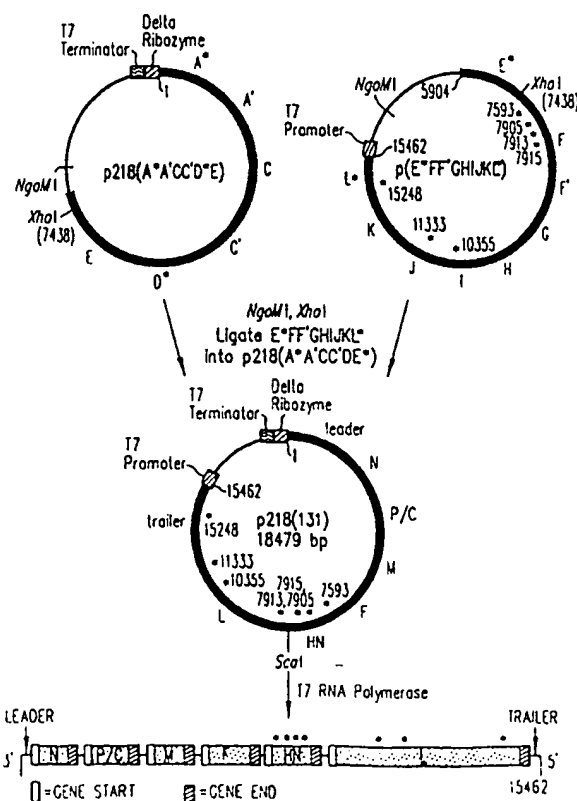 T7 Terminator
Delta Ribozyme
1
A*
A'
C
C'
D*
E
NgoMI
XhoI
(7438)
p218(A*A'CC'D*E)
NgoMI
5904
E*
XhoI
(7438)
7593
7905
7913
7915
F
F'
G
H
I
J
K
L*
T7 Promoter
15462
15248
11333
10355
p(E*FF'GHIJKL*)
NgoMI, XhoI
Ligate E*FF'GHIJKL*
into p218(A*A'CC'DE*)
T7 Terminator
Delta Ribozyme
1
leader
N
P/C
M
F
HN
L
trailer
T7 Promoter
15462
15248
11333
10355
7915,
7913,7905
7593
p218(131)
18479 bp
ScaI
T7 RNA Polymerase
LEADER
TRAILER
3'
N
P/C
M
F
HN
5'
15462
=GENE START
=GENE END